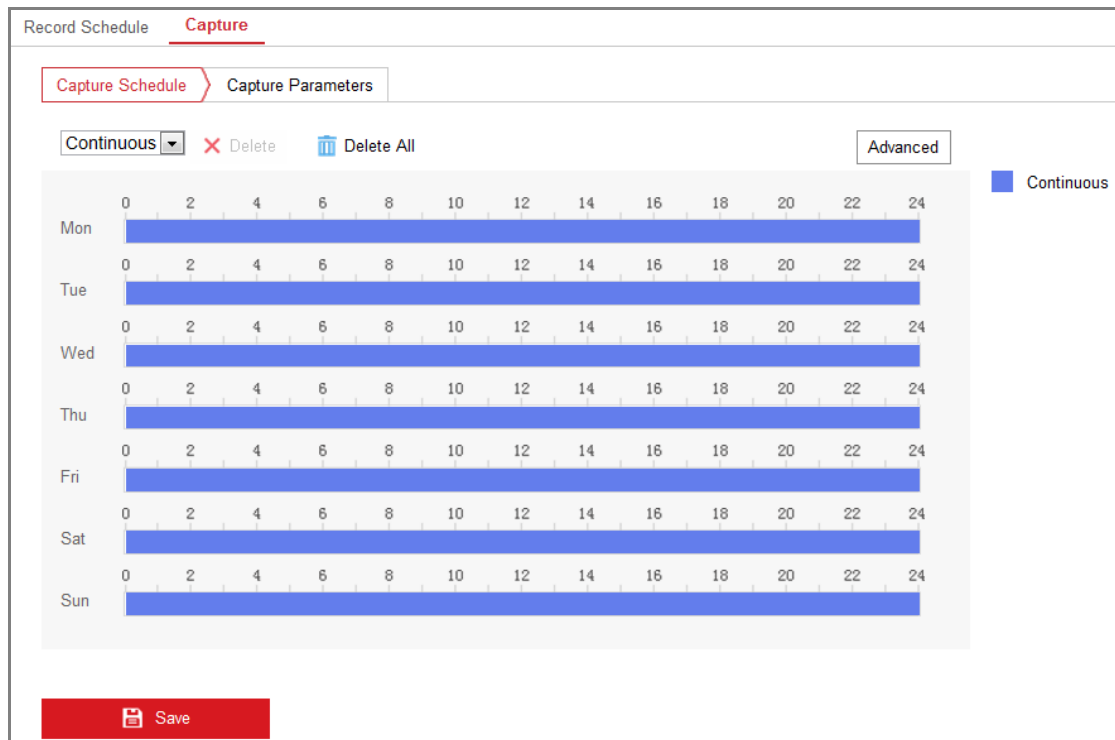 Record Schedule Capture
Capture Schedule Capture Parameters
Continuous Delete Delete All Advanced
Continuous
0 2 4 6 8 10 12 14 16 18 20 22 24
Mon
0 2 4 6 8 10 12 14 16 18 20 22 24
Tue
0 2 4 6 8 10 12 14 16 18 20 22 24
Wed
0 2 4 6 8 10 12 14 16 18 20 22 24
Thu
0 2 4 6 8 10 12 14 16 18 20 22 24
Fri
0 2 4 6 8 10 12 14 16 18 20 22 24
Sat
0 2 4 6 8 10 12 14 16 18 20 22 24
Sun
Save